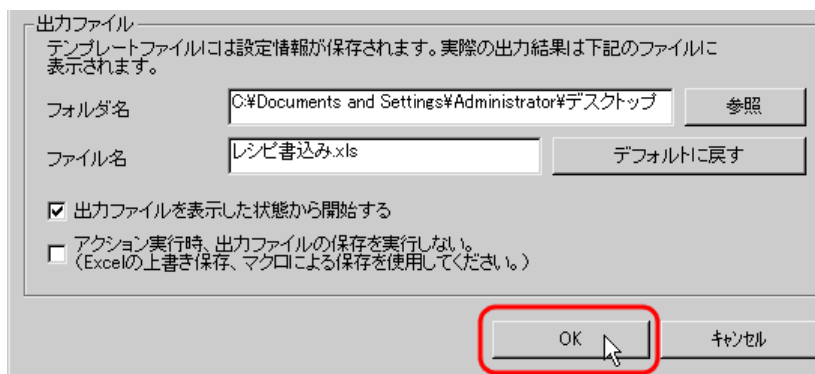 出力ファイル
テンプレートファイルには設定情報が保存されます。実際の出力結果は下記のファイルに
表示されます。
フォルダ名
C:¥Documents and Settings¥Administrator¥デスクトップ
参照
ファイル名
レシピ書込み.xls
デフォルトに戻す
出力ファイルを表示した状態から開始する
アクション実行時、出力ファイルの保存を実行しない。
（Excelの上書き保存、マクロによる保存を使用してください。）
OK
キャンセル